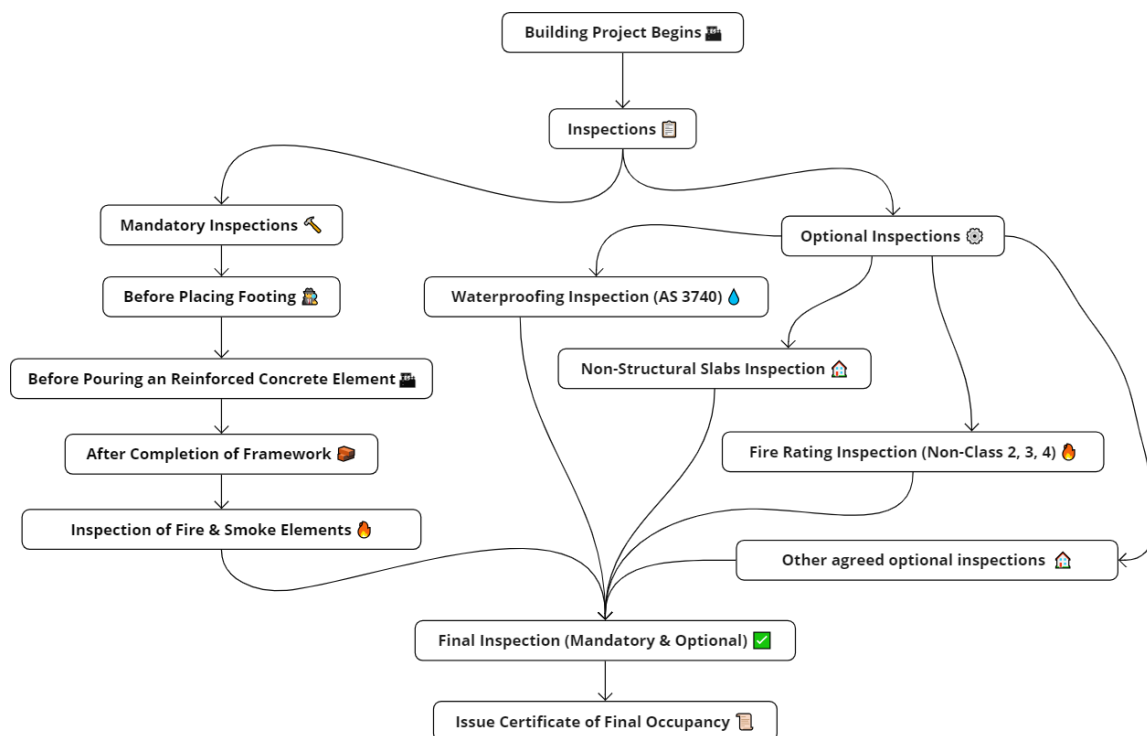 Building Project Begins
Inspections
Mandatory Inspections
Optional Inspections
Before Placing Footing
Waterproofing Inspection (AS 3740)
Before Pouring an Reinforced Concrete Element
Non-Structural Slabs Inspection
After Completion of Framework
Fire Rating Inspection (Non-Class 2, 3, 4)
Inspection of Fire & Smoke Elements
Other agreed optional inspections
Final Inspection (Mandatory & Optional)
Issue Certificate of Final Occupancy